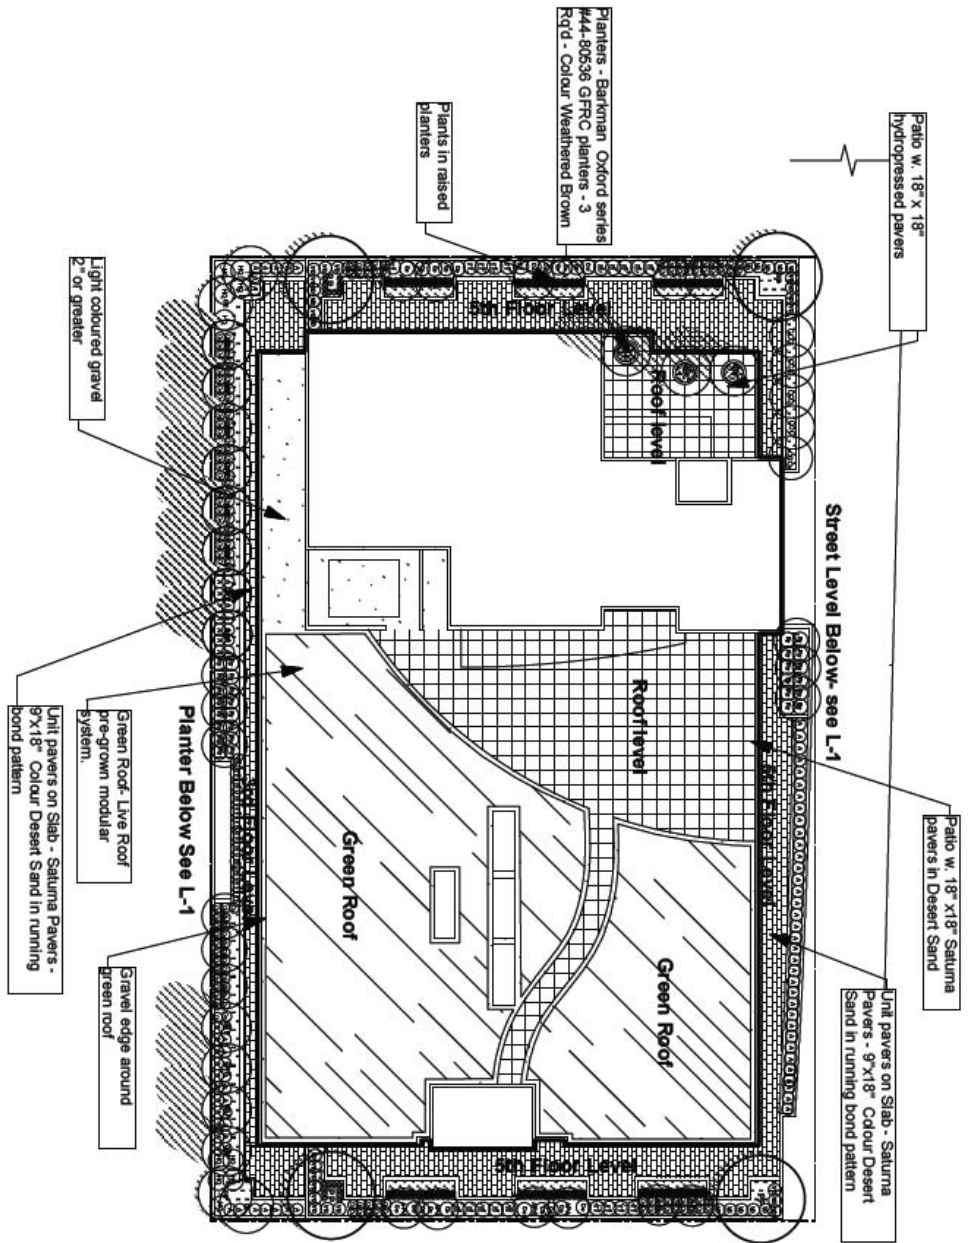 Planters - Barkman Oxford series
#44-80536 GFRC planters - 3
Rq'd - Colour Weathered Brown
Patio w. 18" x 18"
hydropressed pavers
Plants in raised
planters
Light coloured gravel
2" or greater
5th Floor Level
Roof level
Street Level Below- see L-1
Roof level
5th Floor Level
Patio w. 18" x18" Saturna
pavers in Desert Sand
Unit pavers on Slab - Saturna
Pavers - 9"x18" Colour Desert
Sand in running bond pattern
Green Roof
Green Roof
Floor Level
Planter Below See L-1
Green Roof- Live Roof
pre-grown modular
system.
Unit pavers on Slab - Saturna Pavers -
9"x18" Colour Desert Sand in running
bond pattern
Gravel edge around
green roof
5th Floor Level